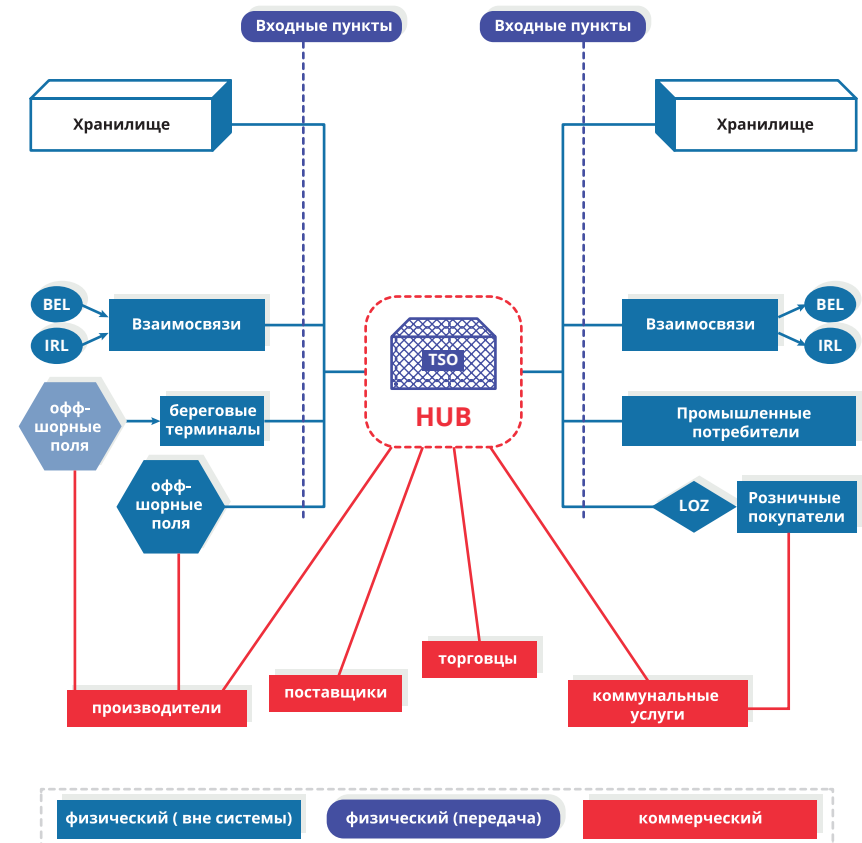 Входные пункты
Входные пункты
Хранилище
Хранилище
BEL
IRL
Взаимосвязи
Взаимосвязи
BEL
IRL
TSO
HUB
офф-
шорные
поля
береговые
терминалы
Промышленные
потребители
офф-
шорные
поля
LOZ
Розничные
покупатели
торговцы
поставщики
производители
коммунальные
услуги
физический ( вне системы)
физический (передача)
коммерческий